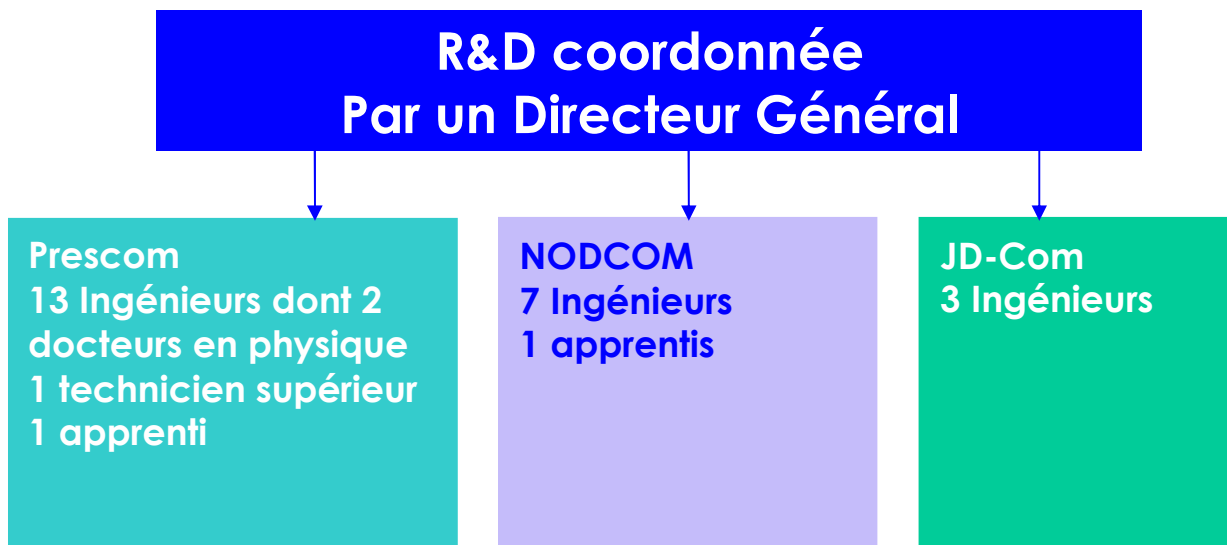 R&D coordonnée
Par un Directeur Général
Prescom
13 Ingénieurs dont 2
docteurs en physique
1 technicien supérieur
1 apprenti
NODCOM
7 Ingénieurs
1 apprentis
JD-Com
3 Ingénieurs